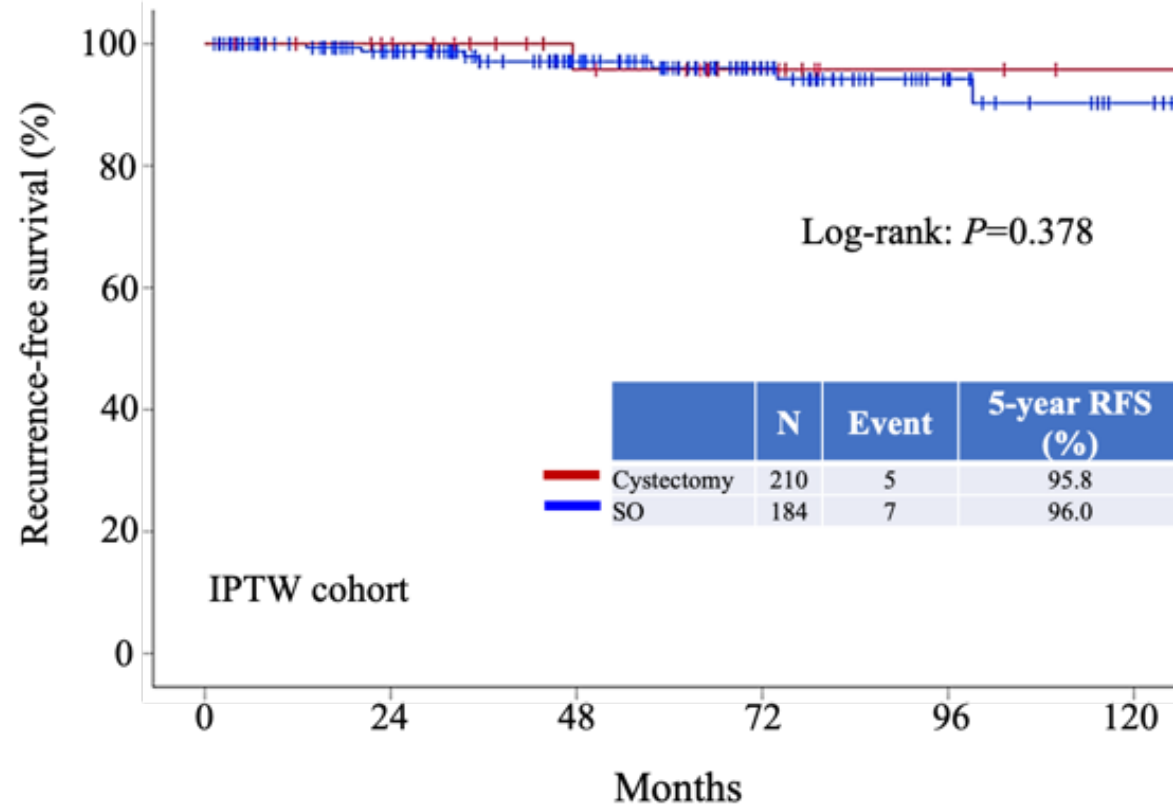 Recurrence-free survival (%)
100
80
60
40
20
0
Log-rank: P=0.378
N Event 5-year RFS
(%)
Cystectomy 210 5 95.8
SO 184 7 96.0
IPTW cohort
0 24 48 72 96 120
Months